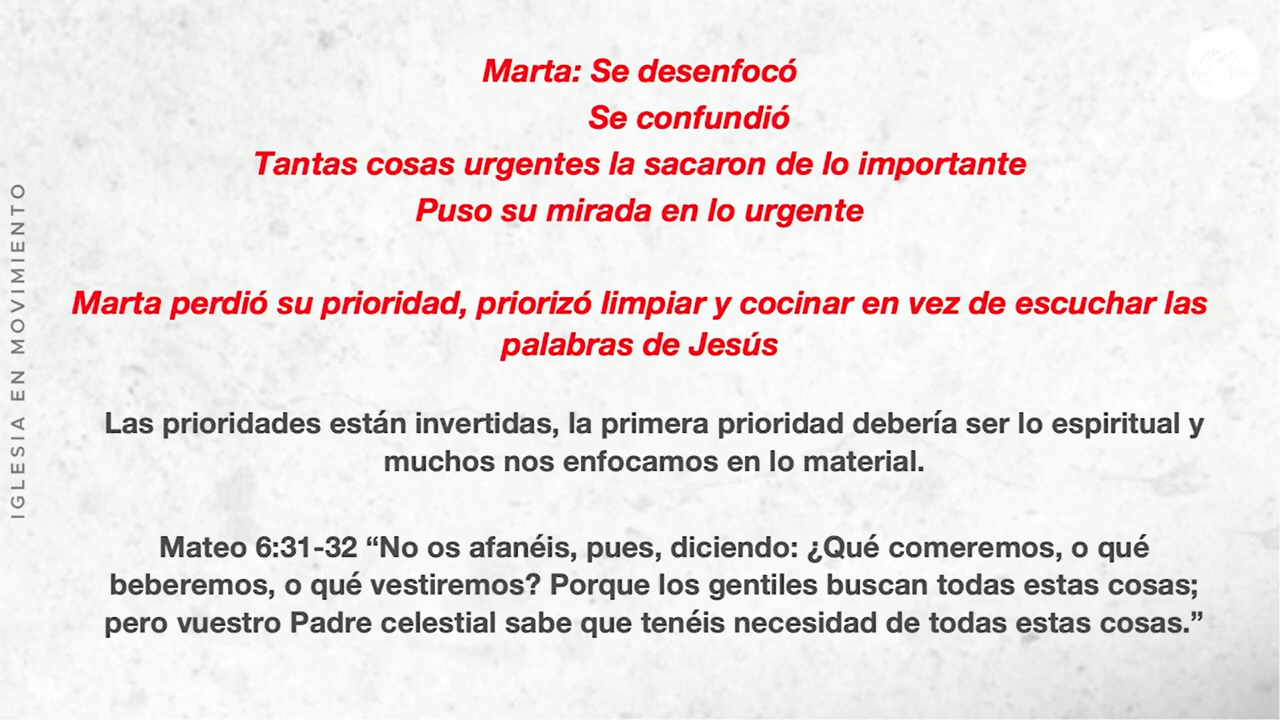 Marta: Se desenfocó
Se confundió
Tantas cosas urgentes la sacaron de lo importante
Puso su mirada en lo urgente
Marta perdió su prioridad, priorizó limpiar y cocinar en vez de escuchar las
palabras de Jesús
Las prioridades están invertidas, la primera prioridad debería ser lo espiritual y
muchos nos enfocamos en lo material.
Mateo 6:31-32 “No os afanéis, pues, diciendo: ¿Qué comeremos, o qué
beberemos, o qué vestiremos? Porque los gentiles buscan todas estas cosas;
pero vuestro Padre celestial sabe que tenéis necesidad de todas estas cosas.”
IGLESIA EN MOVIMIENTO